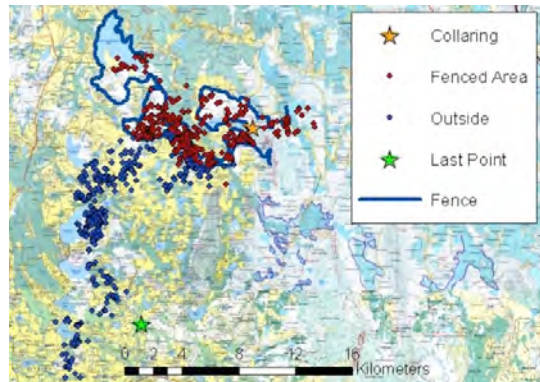 Collaring
Fenced Area
Outside
Last Point
Fence
0 2 4 8 12 16
Kilometers